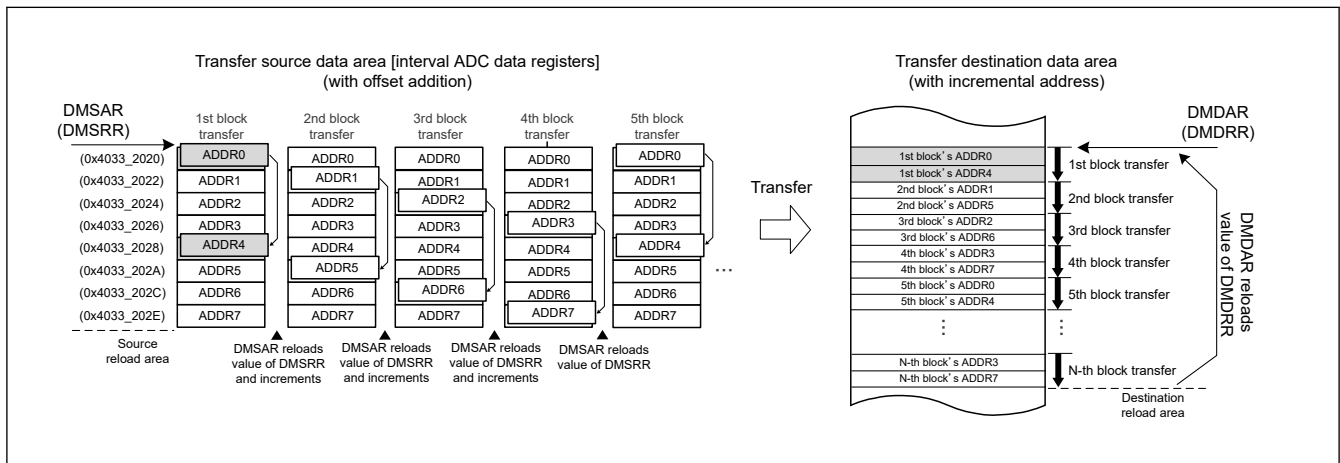 Transfer source data area [interval ADC data registers]
(with offset addition)
DMSAR
(DMSRR)
1st block
transfer
2nd block
transfer
3rd block
transfer
4th block
transfer
5th block
transfer
(0x4033_2020)
(0x4033_2022)
(0x4033_2024)
(0x4033_2026)
(0x4033_2028)
(0x4033_202A)
(0x4033_202C)
(0x4033_202E)
Source
reload area
ADDR0
ADDR1
ADDR2
ADDR3
ADDR4
ADDR5
ADDR6
ADDR7
ADDR0
ADDR1
ADDR2
ADDR3
ADDR4
ADDR5
ADDR6
ADDR7
ADDR0
ADDR1
ADDR2
ADDR3
ADDR4
ADDR5
ADDR6
ADDR7
ADDR0
ADDR1
ADDR2
ADDR3
ADDR4
ADDR5
ADDR6
ADDR7
ADDR0
ADDR1
ADDR2
ADDR3
ADDR4
ADDR5
ADDR6
ADDR7
...
DMSAR reloads
value of DMSRR
and increments
DMSAR reloads
value of DMSRR
and increments
DMSAR reloads
value of DMSRR
and increments
DMSAR reloads
value of DMSRR
Transfer
Transfer destination data area
(with incremental address)
DMDAR
(DMDRR)
1st block's ADDR0
1st block's ADDR4
2nd block's ADDR1
2nd block's ADDR5
3rd block's ADDR2
3rd block's ADDR6
4th block's ADDR3
4th block's ADDR7
5th block's ADDR0
5th block's ADDR4
N-th block's ADDR3
N-th block's ADDR7
1st block transfer
2nd block transfer
3rd block transfer
4th block transfer
5th block transfer
N-th block transfer
Destination
reload area
DMDAR reloads
value of DMDRR